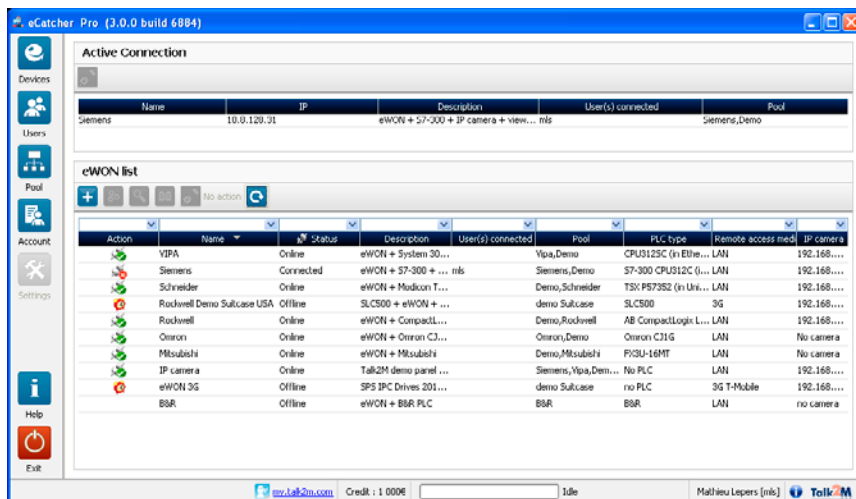 eCatcher Pro (3.0.0 build 6884)
Devices
Users
Pool
Account
Settings
Help
Exit
Active Connection
Name IP Description User(s) connected Pool
Siemens 10.8.128.31 eWON + S7-300 + IP camera + view... mls Siemens,Demo
eWON list
No action
Action Name Status Description User(s) connected Pool PLC type Remote access medi IP camera
VIPA Online eWON + System 30... Vipa,Demo CPU312SC (in Ethe... LAN 192.168....
Siemens Connected eWON + S7-300 + ... mls Siemens,Demo S7-300 CPU312C (i... LAN 192.168....
Schneider Online eWON + Modicon T... Demo,Schneider TSX P57352 (in Uni... LAN 192.168....
Rockwell Demo Suitcase USA Offline SLC500 + eWON + ... demo Suitcase SLC500 3G 192.168....
Rockwell Online eWON + CompactL... Demo,Rockwell AB CompactLogix L... LAN 192.168....
Omron Online eWON + Omron CJ... Omron,Demo Omron CJ1G LAN No camera
Mitsubishi Online eWON + Mitsubishi Demo,Mitsubishi FX3U-16MT LAN No camera
IP camera Online Talk2M demo panel ... Siemens,Vipa,Dem... No PLC LAN 192.168....
eWON 3G Offline SPS IPC Drives 201... demo Suitcase no PLC 3G T-Mobile 192.168....
B&R Offline eWON + B&R PLC B&R B&R LAN no camera
my.talk2m.com Credit : 1 000€ Idle Mathieu Lepers [mls] Talk2M